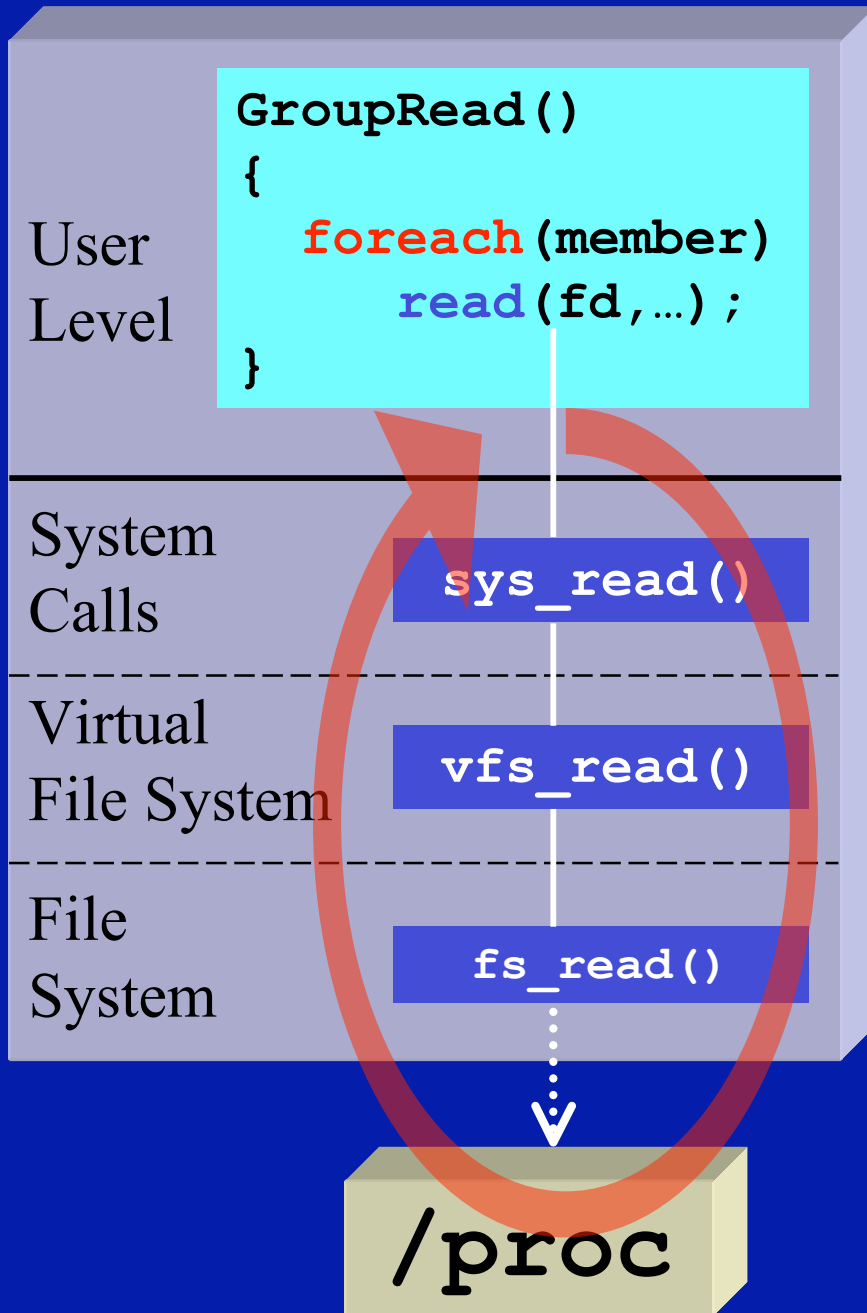 GroupRead()
{
foreach(member)
read(fd,…);
}
User
Level
System
Calls
sys_read()
Virtual
File System
vfs_read()
File
System
fs_read()
/proc